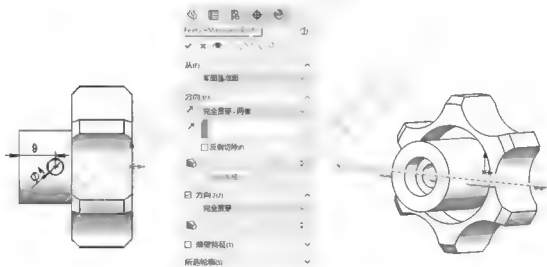 9
Φ4
从(F)
草图基准面
方向1(1)
完全贯穿 - 两者
反侧切除(F)
方向2(2)
完全贯穿
薄壁特征(T)
所选轮廓(S)